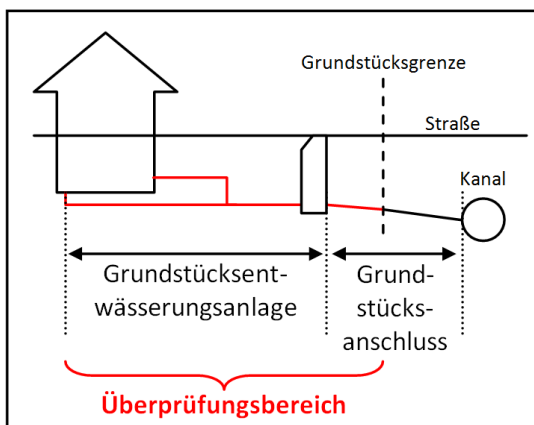 Grundstücksgrenze
Straße
Kanal
Grundstücksent-
wässerungsanlage
Grund-
stücks-
anschluss
Überprüfungsbereich